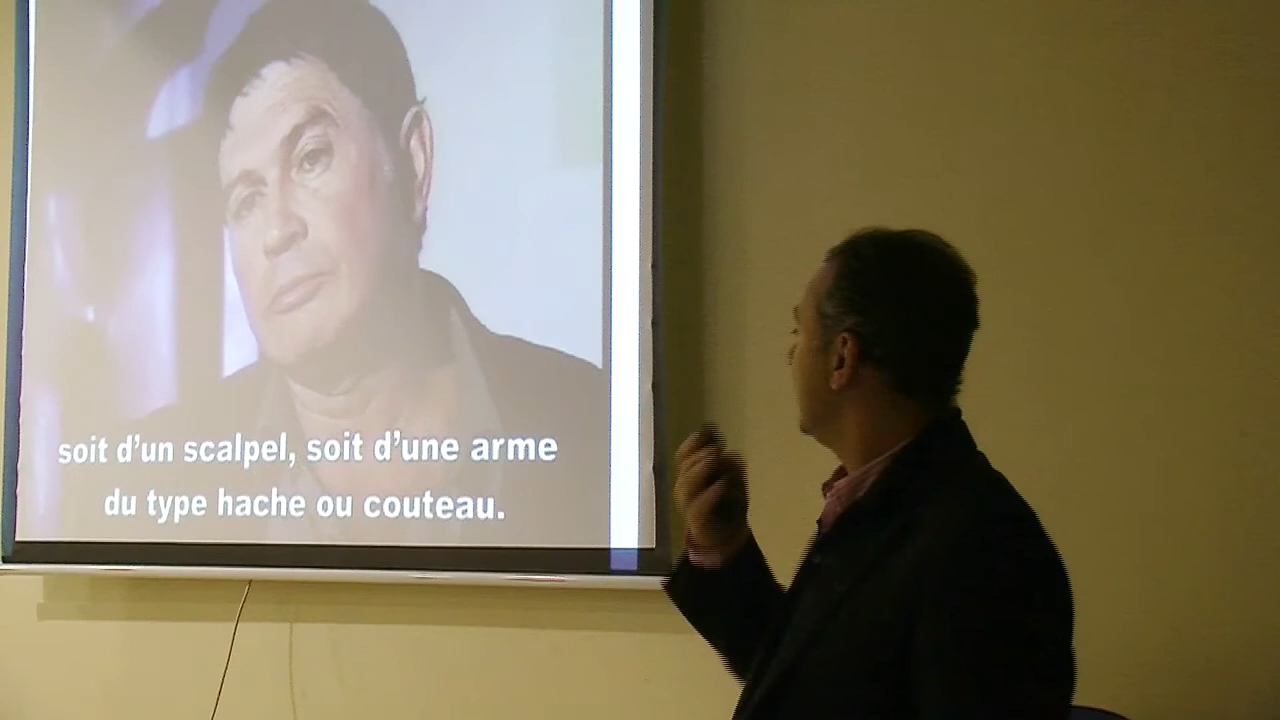 soit d'un scalpel, soit d'une arme
du type hache ou couteau.